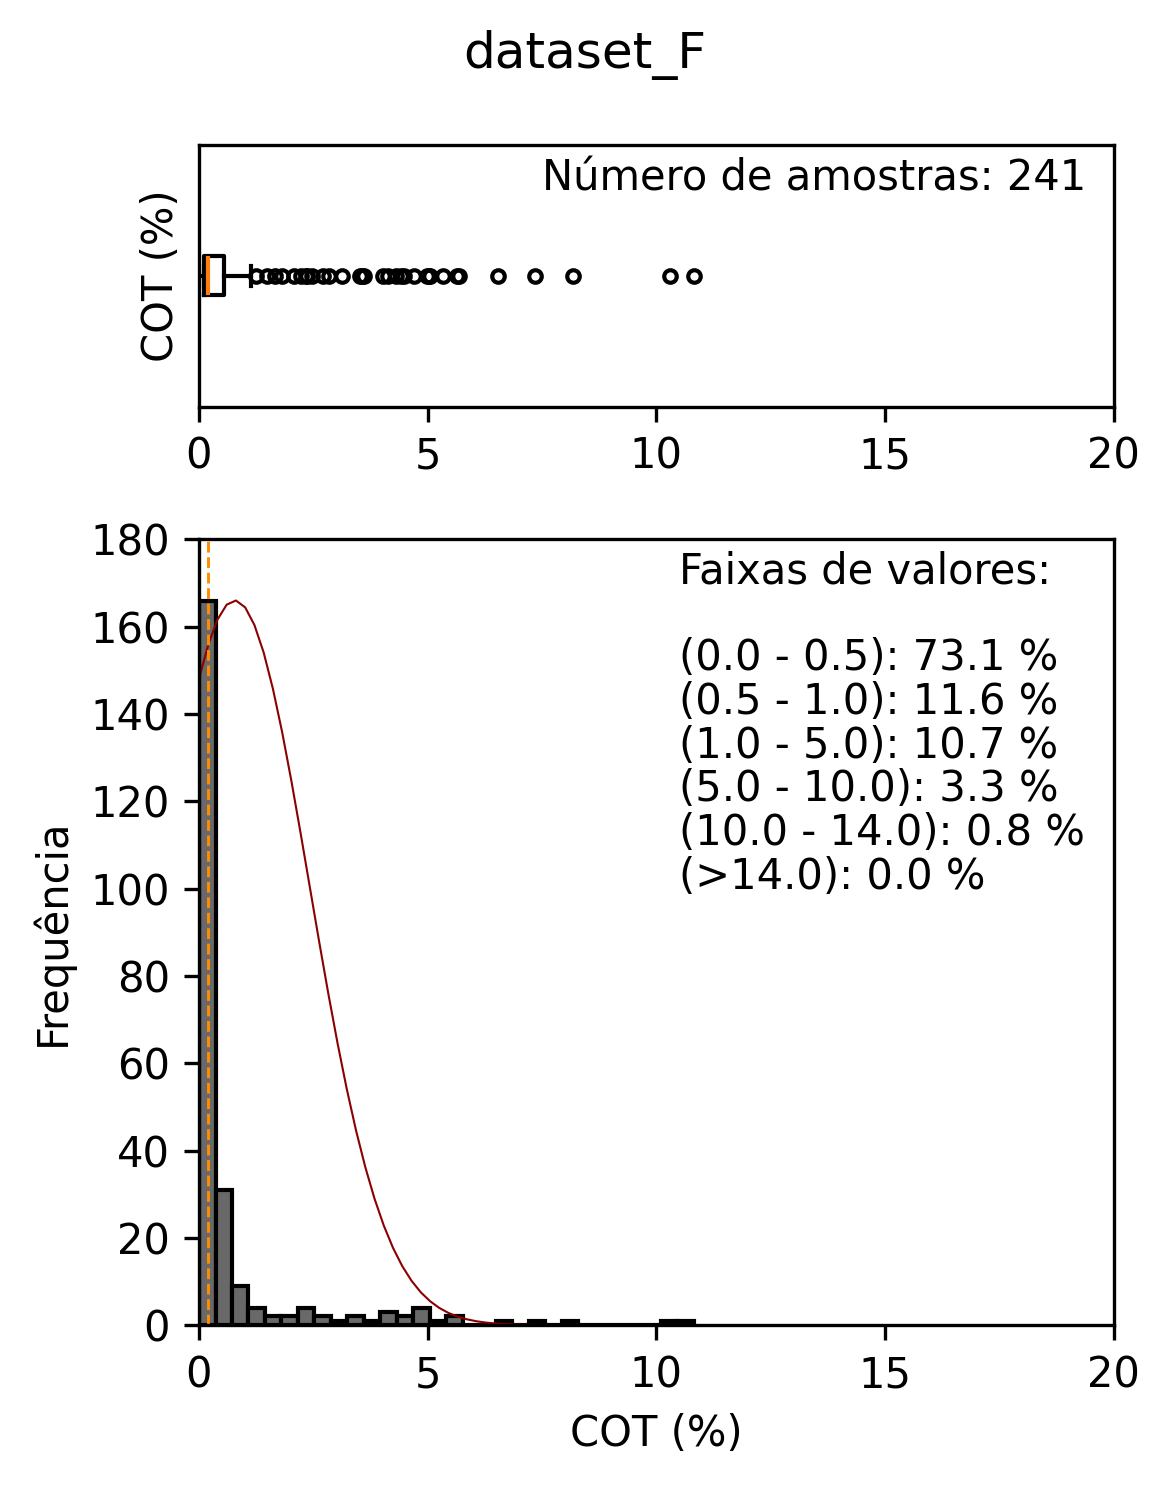 dataset_F
Número de amostras: 241
COT (%)
0 5 10 15 20
180
160
140
120
100
80
60
40
20
0
Frequência
Faixas de valores:
(0.0 - 0.5): 73.1 %
(0.5 - 1.0): 11.6 %
(1.0 - 5.0): 10.7 %
(5.0 - 10.0): 3.3 %
(10.0 - 14.0): 0.8 %
(>14.0): 0.0 %
0 5 10 15 20
COT (%)